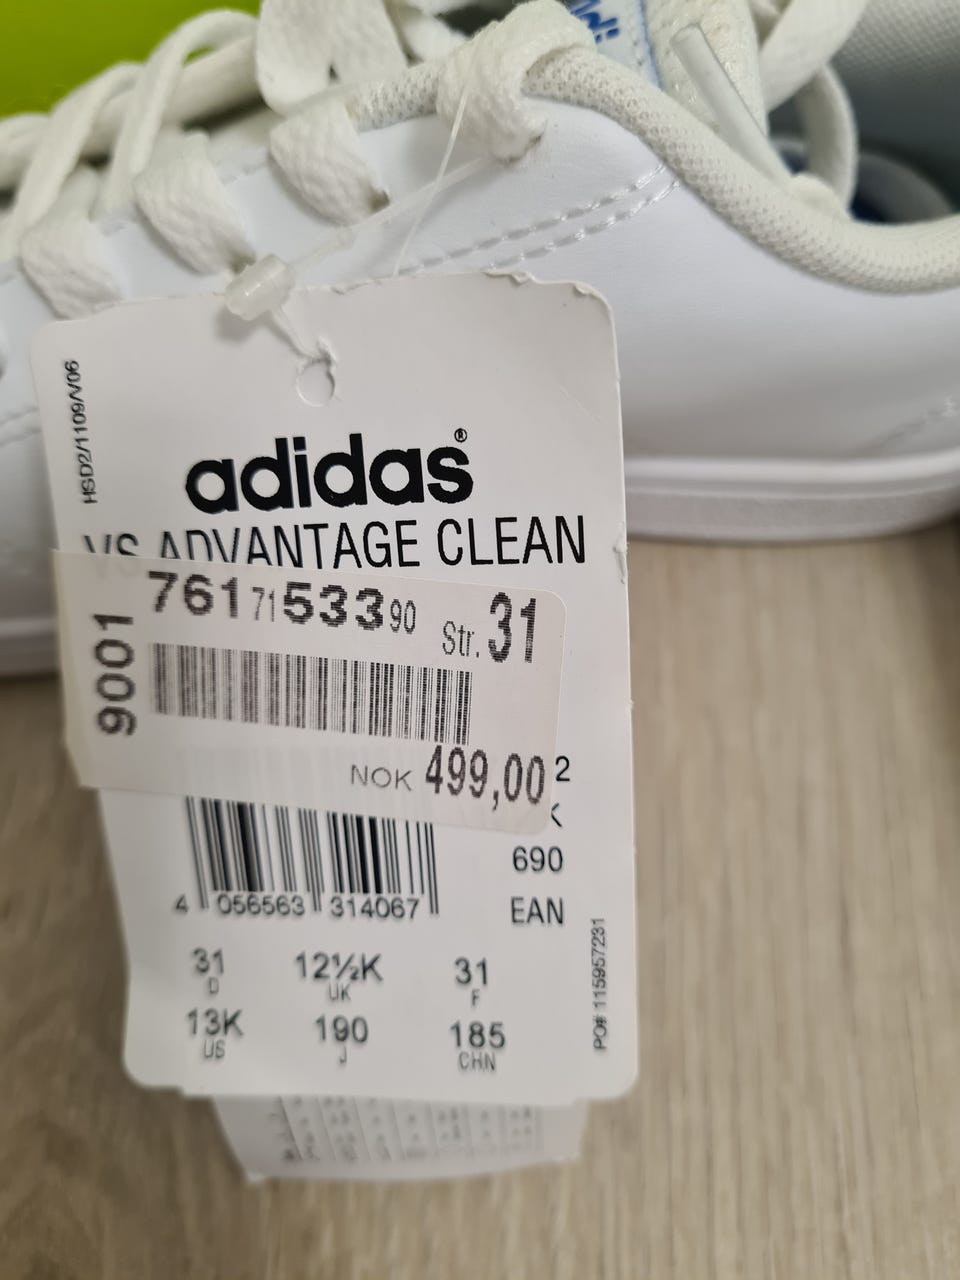 HSD2/1109/V06
adidas®
VS ADVANTAGE CLEAN
761 71 533 90 Str. 31
9001
NOK 499,00
2
K
690
4 056563 314067
EAN
31 12½K 31
D UK F
13K 190 185
US J CHN
PO# 115957231